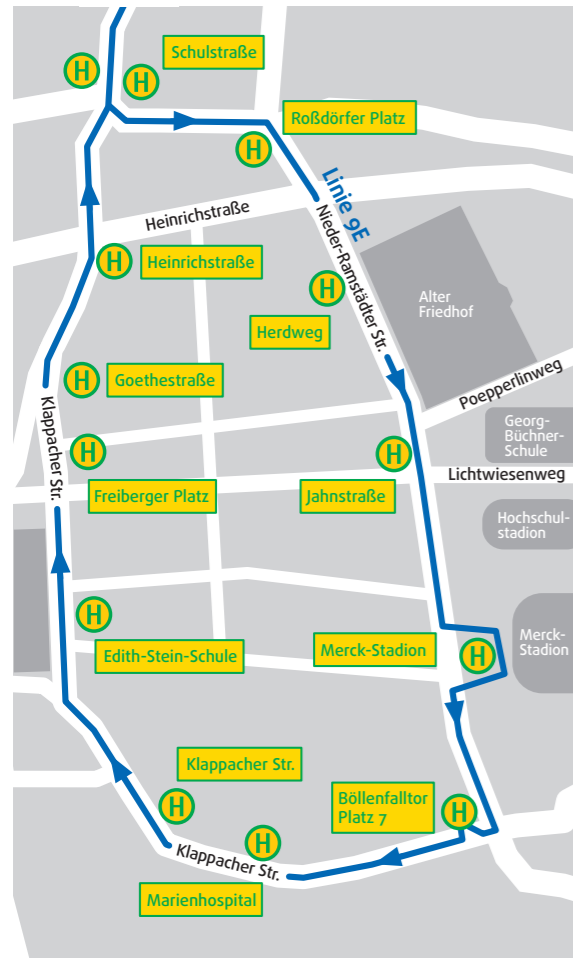 Schulstraße
H
H
Roßdörfer Platz
H
Linie 9E
Heinrichstraße
Nieder-Ramstädter Str.
H
Heinrichstraße
H
Alter
Friedhof
Herdweg
H
Goethestraße
Poepperlinweg
Klappacher Str.
Georg-
Büchner-
Schule
H
H
Lichtwiesenweg
Freiberger Platz
Jahnstraße
Hochschul-
stadion
H
Edith-Stein-Schule
Merck-Stadion
H
Merck-
Stadion
Klappacher Str.
H
Böllenfalltor
Platz 7
H
H
Klappacher Str.
Marienhospital